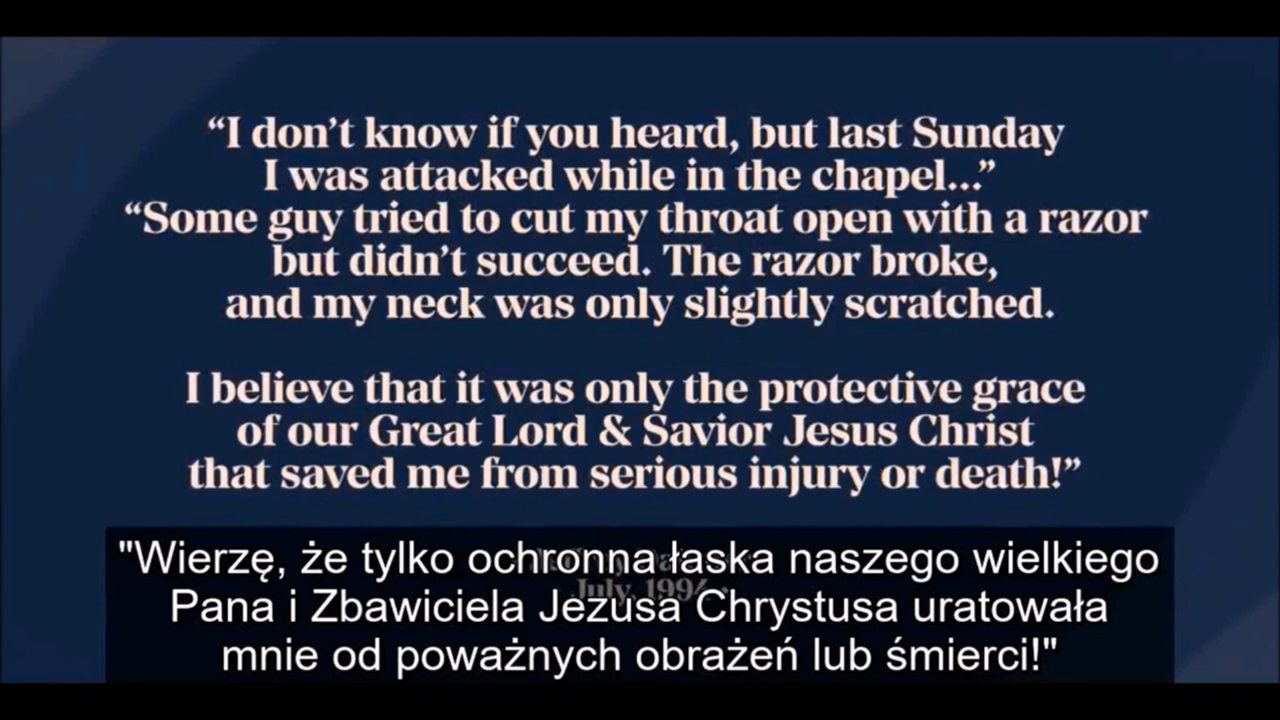 “I don’t know if you heard, but last Sunday
I was attacked while in the chapel...”
“Some guy tried to cut my throat open with a razor
but didn’t succeed. The razor broke,
and my neck was only slightly scratched.
I believe that it was only the protective grace
of our Great Lord & Savior Jesus Christ
that saved me from serious injury or death!”
July, 1994
"Wierzę, że tylko ochronna łaska naszego wielkiego
Pana i Zbawiciela Jezusa Chrystusa uratowała
mnie od poważnych obrażeń lub śmierci!"